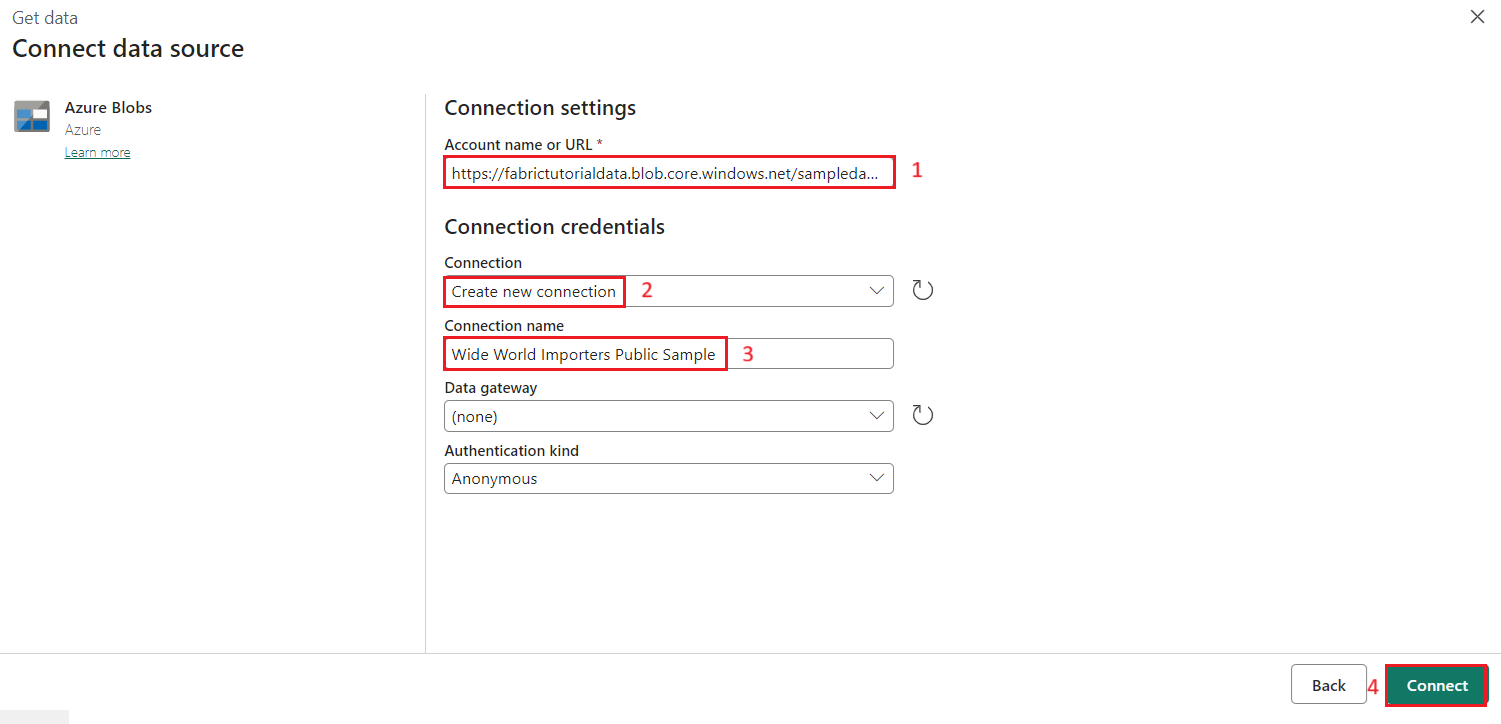 Get data
Connect data source
Azure Blobs
Azure
Learn more
Connection settings
Account name or URL *
https://fabrictutorialdata.blob.core.windows.net/sampleda...
1
Connection credentials
Connection
Create new connection
2
Connection name
Wide World Importers Public Sample
3
Data gateway
(none)
Authentication kind
Anonymous
Back
4
Connect